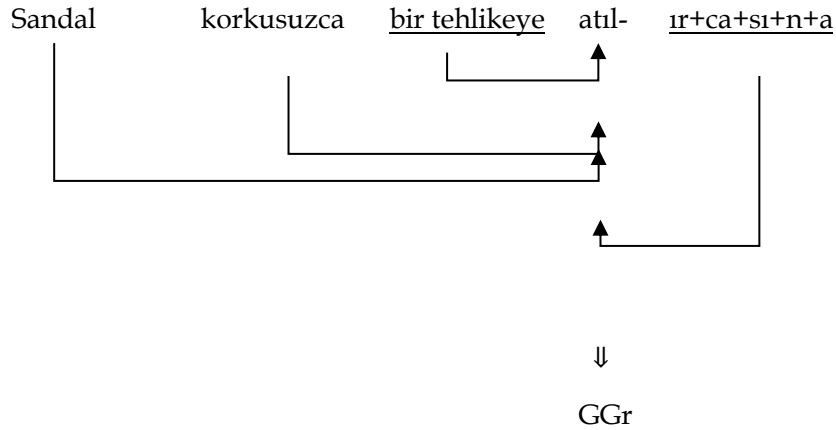 Sandal korkusuzca bir tehlikeye atıl- ır+ca+sı+n+a
⇓
GGr